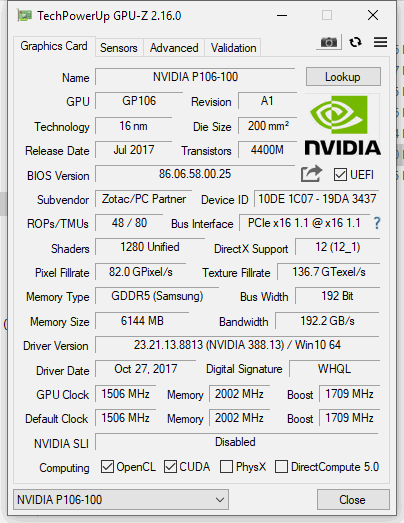 TechPowerUp GPU-Z 2.16.0
Graphics Card Sensors Advanced Validation
Name NVIDIA P106-100 Lookup
GPU GP106 Revision A1
Technology 16 nm Die Size 200 mm²
Release Date Jul 2017 Transistors 4400M
NVIDIA
BIOS Version 86.06.58.00.25 UEFI
Subvendor Zotac/PC Partner Device ID 10DE 1C07 - 19DA 3437
ROPs/TMUs 48 / 80 Bus Interface PCIe x16 1.1 @ x16 1.1 ?
Shaders 1280 Unified DirectX Support 12 (12_1)
Pixel Fillrate 82.0 GPixel/s Texture Fillrate 136.7 GTexel/s
Memory Type GDDR5 (Samsung) Bus Width 192 Bit
Memory Size 6144 MB Bandwidth 192.2 GB/s
Driver Version 23.21.13.8813 (NVIDIA 388.13) / Win10 64
Driver Date Oct 27, 2017 Digital Signature WHQL
GPU Clock 1506 MHz Memory 2002 MHz Boost 1709 MHz
Default Clock 1506 MHz Memory 2002 MHz Boost 1709 MHz
NVIDIA SLI Disabled
Computing OpenCL CUDA PhysX DirectCompute 5.0
NVIDIA P106-100 Close